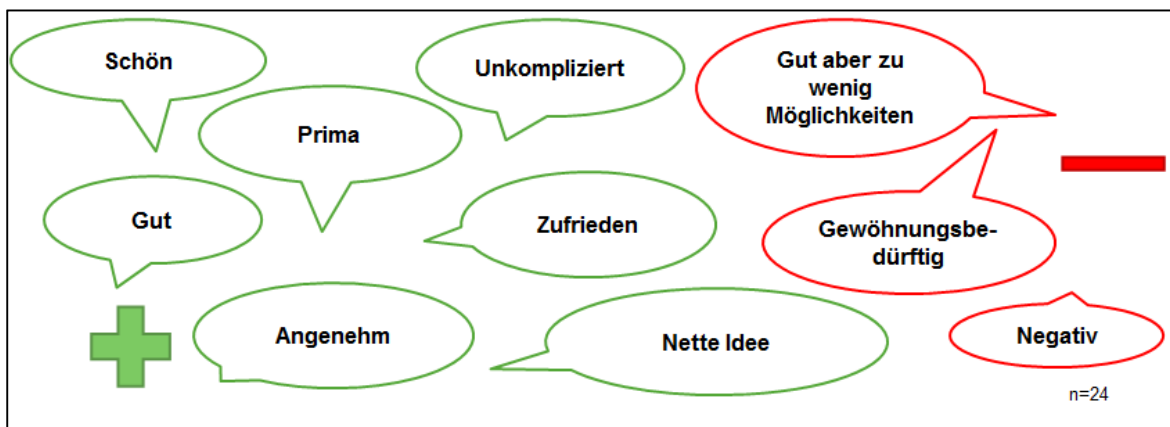 Schön
Unkompliziert
Gut aber zu
wenig
Möglichkeiten
Prima
Gut
Zufrieden
Gewöhnungsbe-
dürftig
Angenehm
Nette Idee
Negativ
n=24